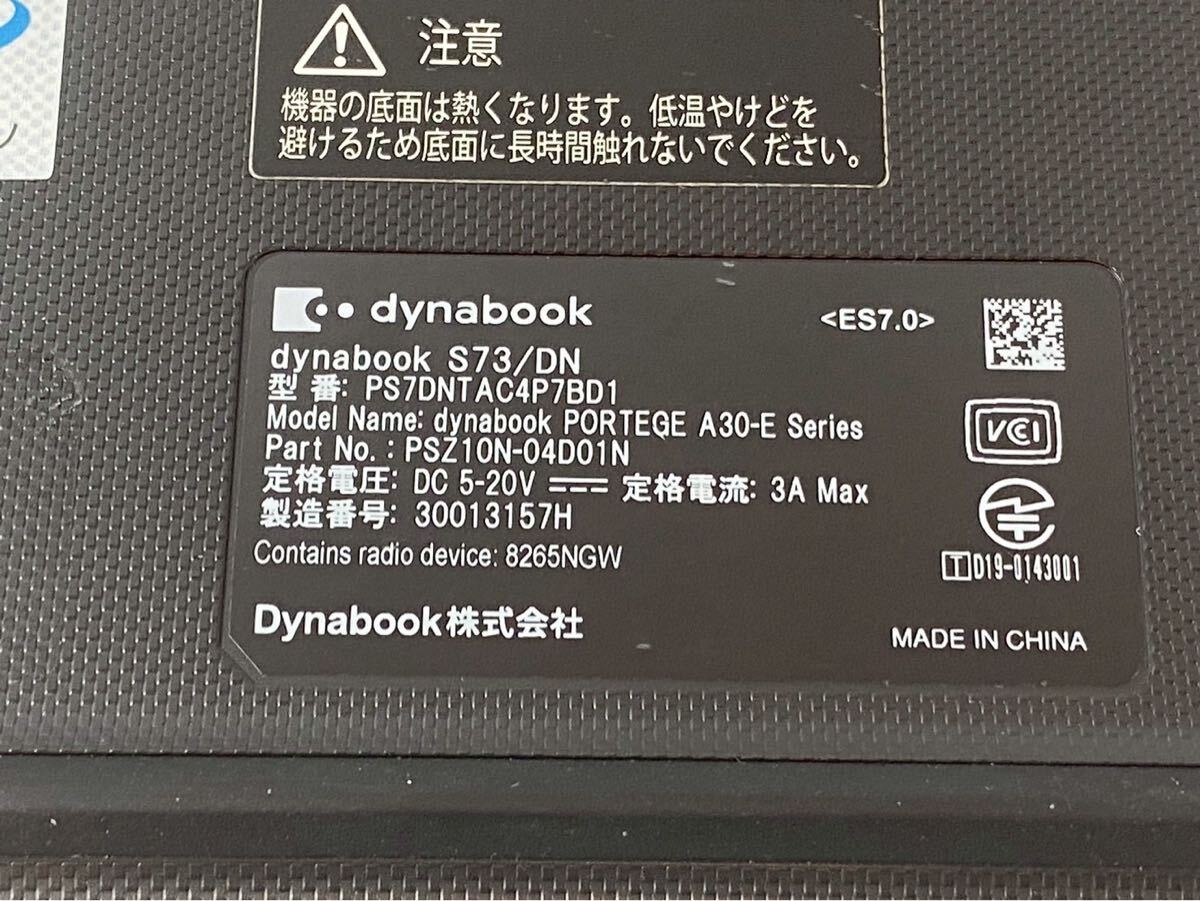 注意
機器の底面は熱くなります。低温やけどを
避けるため底面に長時間触れないでください。
dynabook <ES7.0>
dynabook S73/DN
型番: PS7DNTAC4P7BD1
Model Name: dynabook PORTEGE A30-E Series
Part No.: PSZ10N-04D01N
定格電圧: DC 5-20V 定格電流: 3A Max
製造番号: 30013157H
Contains radio device: 8265NGW
VCI
T D19-0143001
Dynabook株式会社
MADE IN CHINA